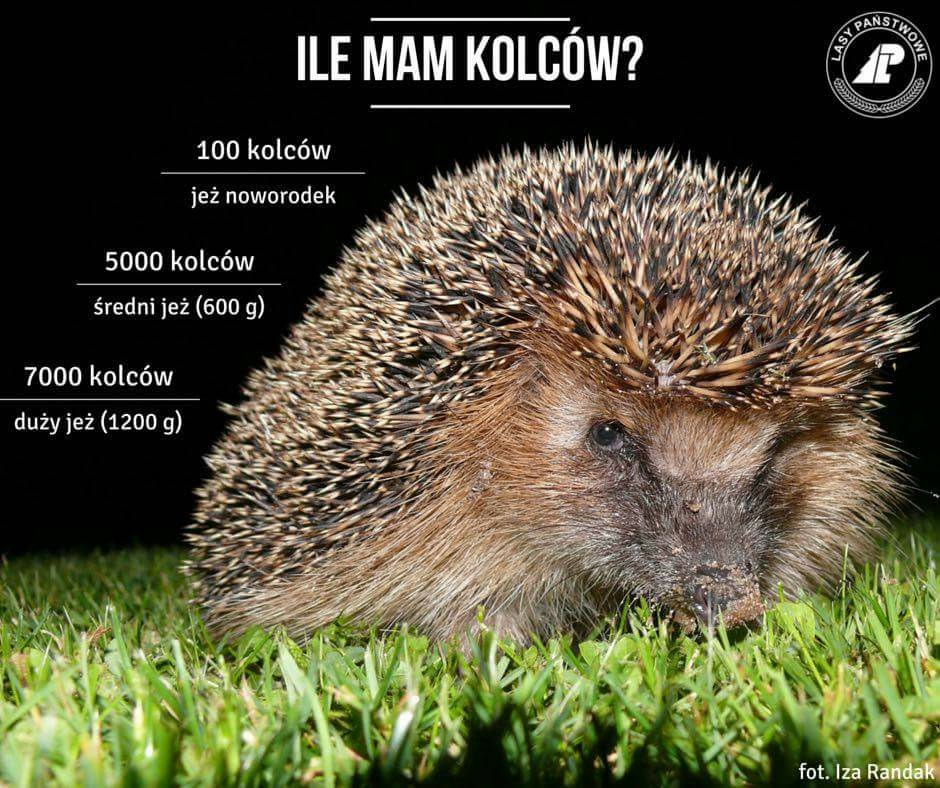 ILE MAM KOLCÓW?
LASY PAŃSTWOWE
LP
100 kolców
jeż noworodek
5000 kolców
średni jeż (600 g)
7000 kolców
duży jeż (1200 g)
fot. Iza Randak